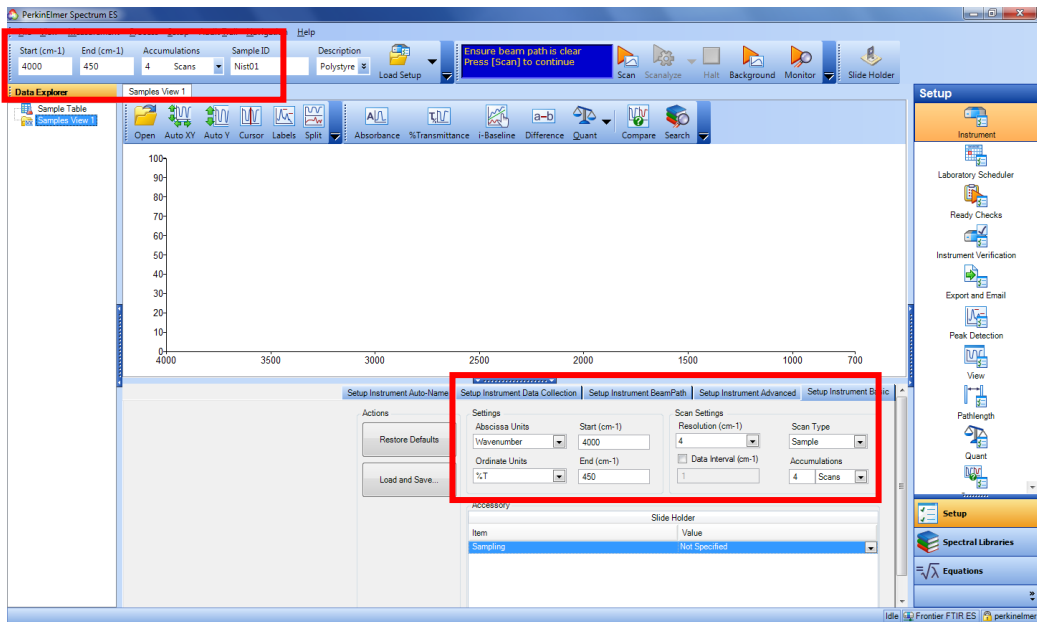 PerkinElmer Spectrum ES
Help
Start (cm-1) End (cm-1) Accumulations Sample ID Description
4000 450 4 Scans Nist01 Polystyre
Load Setup
Ensure beam path is clear
Press [Scan] to continue
Scan Scanalyze Halt Background Monitor Slide Holder
Data Explorer
Sample Table
Samples View 1
Samples View 1
Open Auto XY Auto Y Cursor Labels Split Absorbance %Transmittance i-Baseline Difference Quant Compare Search
100
90
80
70
60
50
40
30
20
10
0
4000 3500 3000 2500 2000 1500 1000 700
Setup Instrument Auto-Name Setup Instrument Data Collection Setup Instrument BeamPath Setup Instrument Advanced Setup Instrument Basic
Actions
Restore Defaults
Load and Save...
Settings
Abscissa Units Start (cm-1)
Wavenumber 4000
Ordinate Units End (cm-1)
%T 450
Scan Settings
Resolution (cm-1) Scan Type
4 Sample
Data Interval (cm-1) Accumulations
1 4 Scans
Accessory
Slide Holder
Item Value
Sampling Not Specified
Setup
Instrument
Laboratory Scheduler
Ready Checks
Instrument Verification
Export and Email
Peak Detection
View
Pathlength
Quant
Setup
Spectral Libraries
Equations
Idle Frontier FTIR ES perkinelmer